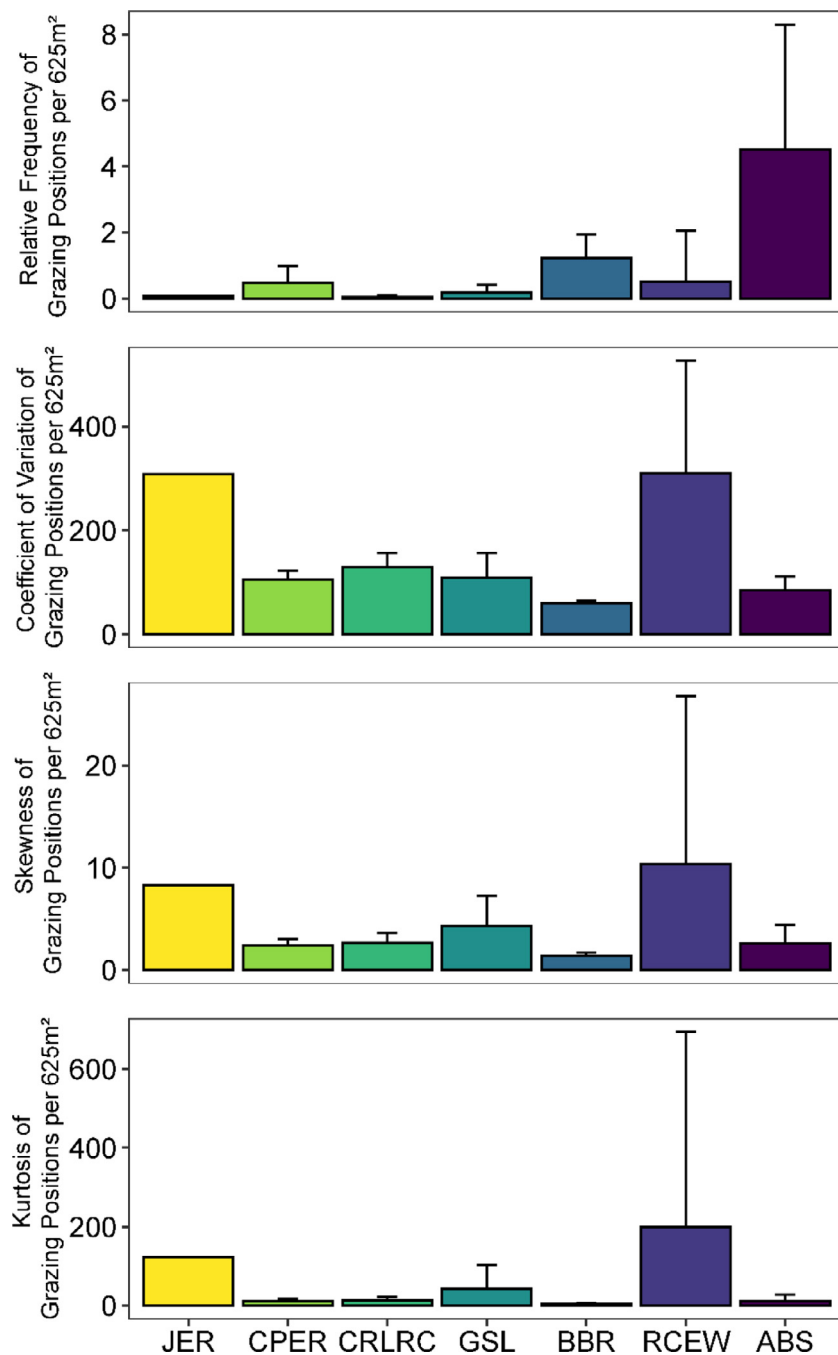 Relative Frequency of
Grazing Positions per 625m²
8
6
4
2
0
Coefficient of Variation of
Grazing Positions per 625m²
400
200
0
Skewness of
Grazing Positions per 625m²
20
10
0
Kurtosis of
Grazing Positions per 625m²
600
400
200
0
JER CPER CRLRC GSL BBR RCEW ABS